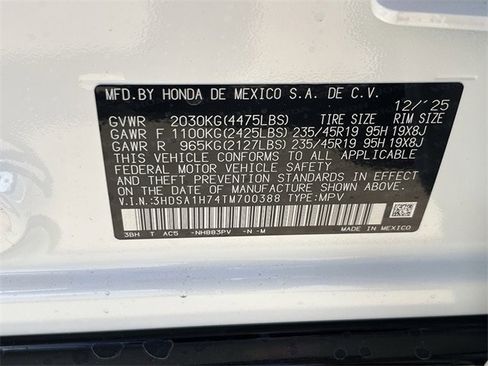 MFD.BY HONDA DE MEXICO S.A. DE C.V.
12/´25
GVWR 2030KG(4475LBS) TIRE SIZE RIM SIZE
GAWR F 1100KG(2425LBS) 235/45R19 95H 19X8J
GAWR R 965KG(2127LBS) 235/45R19 95H 19X8J
THIS VEHICLE CONFORMS TO ALL APPLICABLE
FEDERAL MOTOR VEHICLE SAFETY
STANDARDS IN EFFECT ON THE DATE OF
MANUFACTURE SHOWN ABOVE.
V.I.N.:3HDSA1H74TM700388 TYPE:MPV
3BH T AC5 -NH883PV -N -M
MADE IN MEXICO